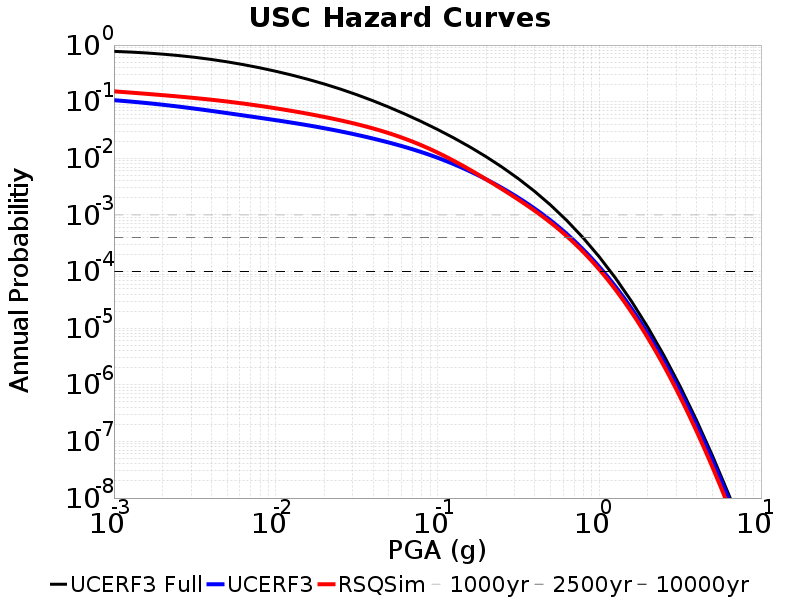 USC Hazard Curves
Annual Probabilitiy
10^0
10^-1
10^-2
10^-3
10^-4
10^-5
10^-6
10^-7
10^-8
10^-3 10^-2 10^-1 10^0 10^1
PGA (g)
UCERF3 Full UCERF3 RSQSim 1000yr 2500yr 10000yr